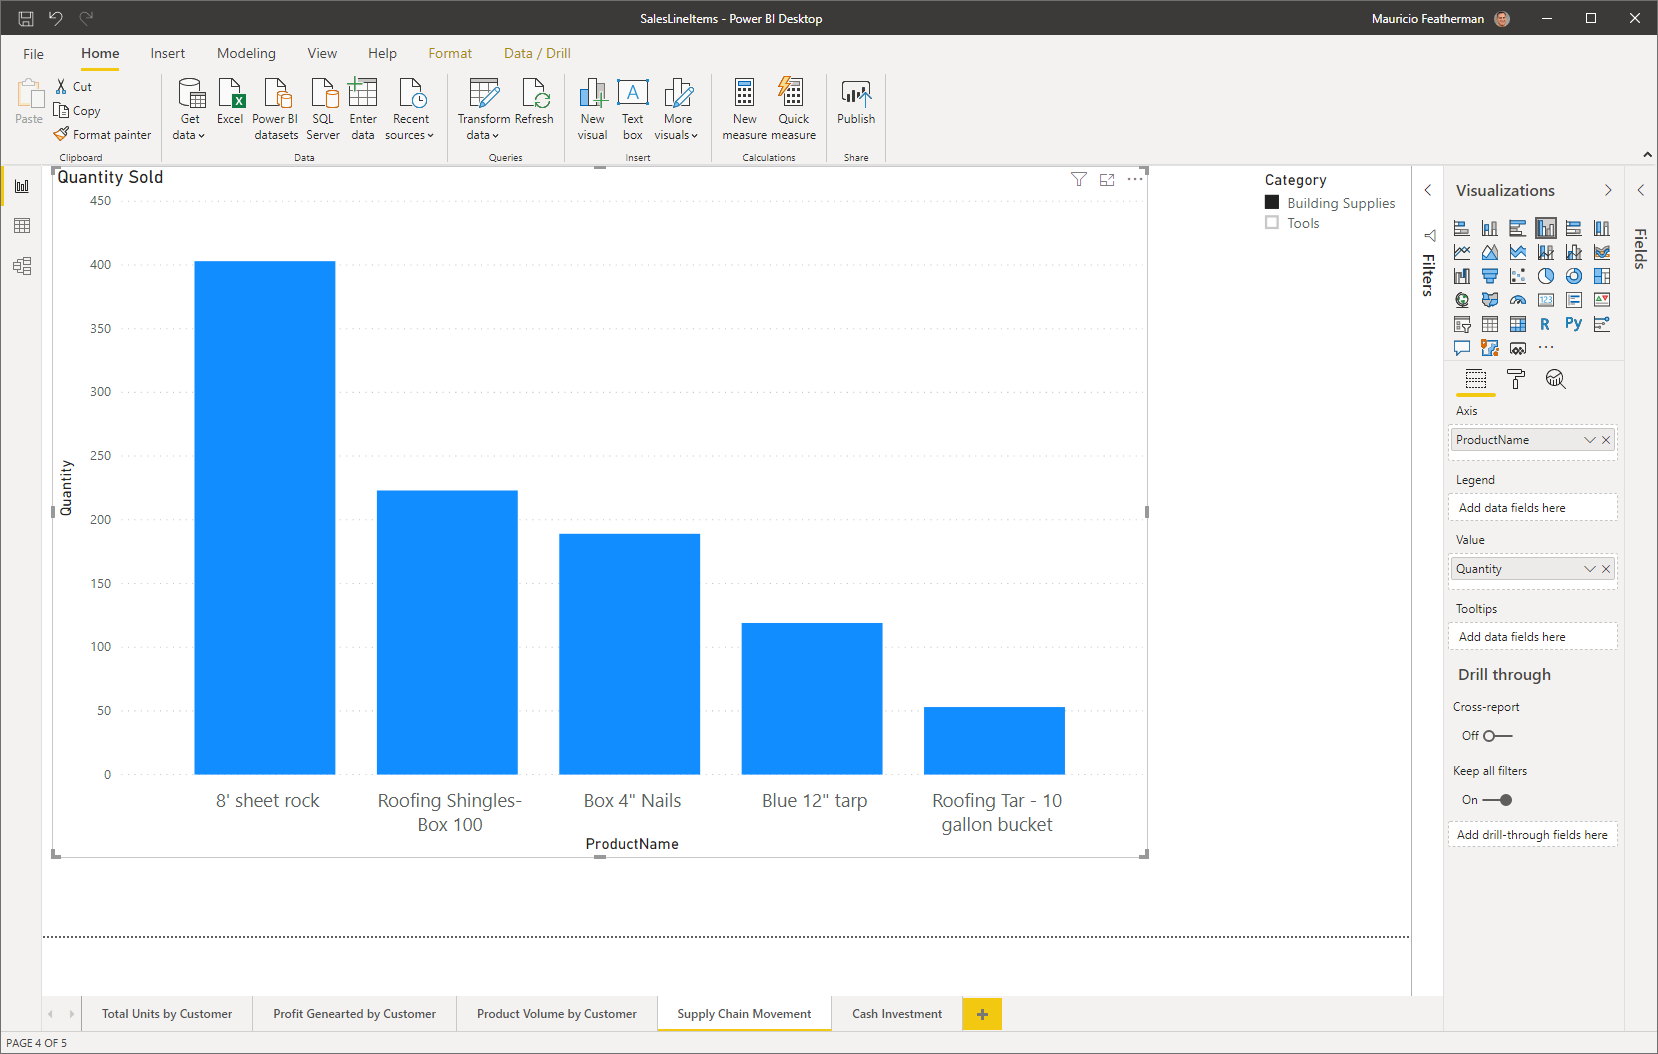 SalesLineItems - Power BI Desktop
Mauricio Featherman
File
Home
Insert
Modeling
View
Help
Format
Data / Drill
Paste
Cut
Copy
Format painter
Clipboard
Get data
Excel
Power BI datasets
SQL Server
Enter data
Recent sources
Data
Transform data
Refresh
Queries
New visual
Text box
More visuals
Insert
New measure
Quick measure
Calculations
Publish
Share
Quantity Sold
450
400
350
300
250
200
150
100
50
0
Quantity
8' sheet rock
Roofing Shingles-
Box 100
Box 4" Nails
Blue 12" tarp
Roofing Tar - 10
gallon bucket
ProductName
Category
Building Supplies
Tools
Filters
Visualizations
Fields
123
R
Py
Axis
ProductName
Legend
Add data fields here
Value
Quantity
Tooltips
Add data fields here
Drill through
Cross-report
Off
Keep all filters
On
Add drill-through fields here
Total Units by Customer
Profit Genearted by Customer
Product Volume by Customer
Supply Chain Movement
Cash Investment
PAGE 4 OF 5